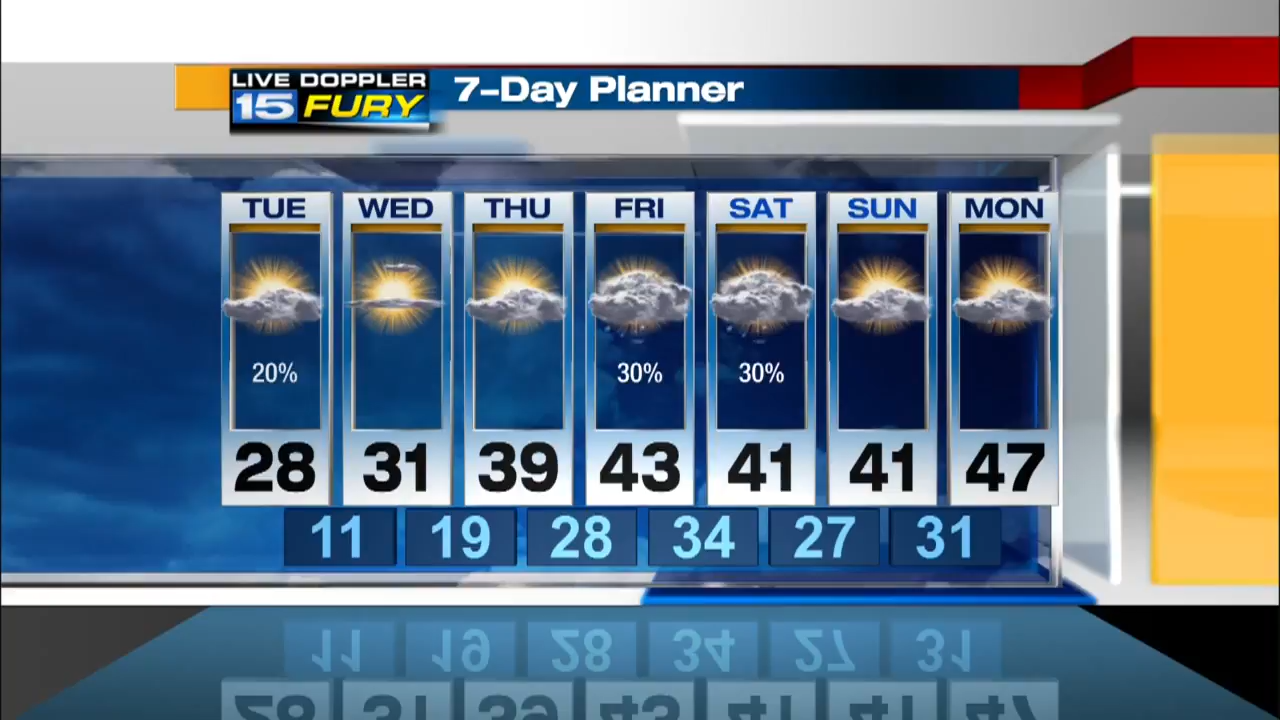 LIVE DOPPLER
15 FURY
7-Day Planner
TUE WED THU FRI SAT SUN MON
20% 30% 30%
28 31 39 43 41 41 47
11 19 28 34 27 31